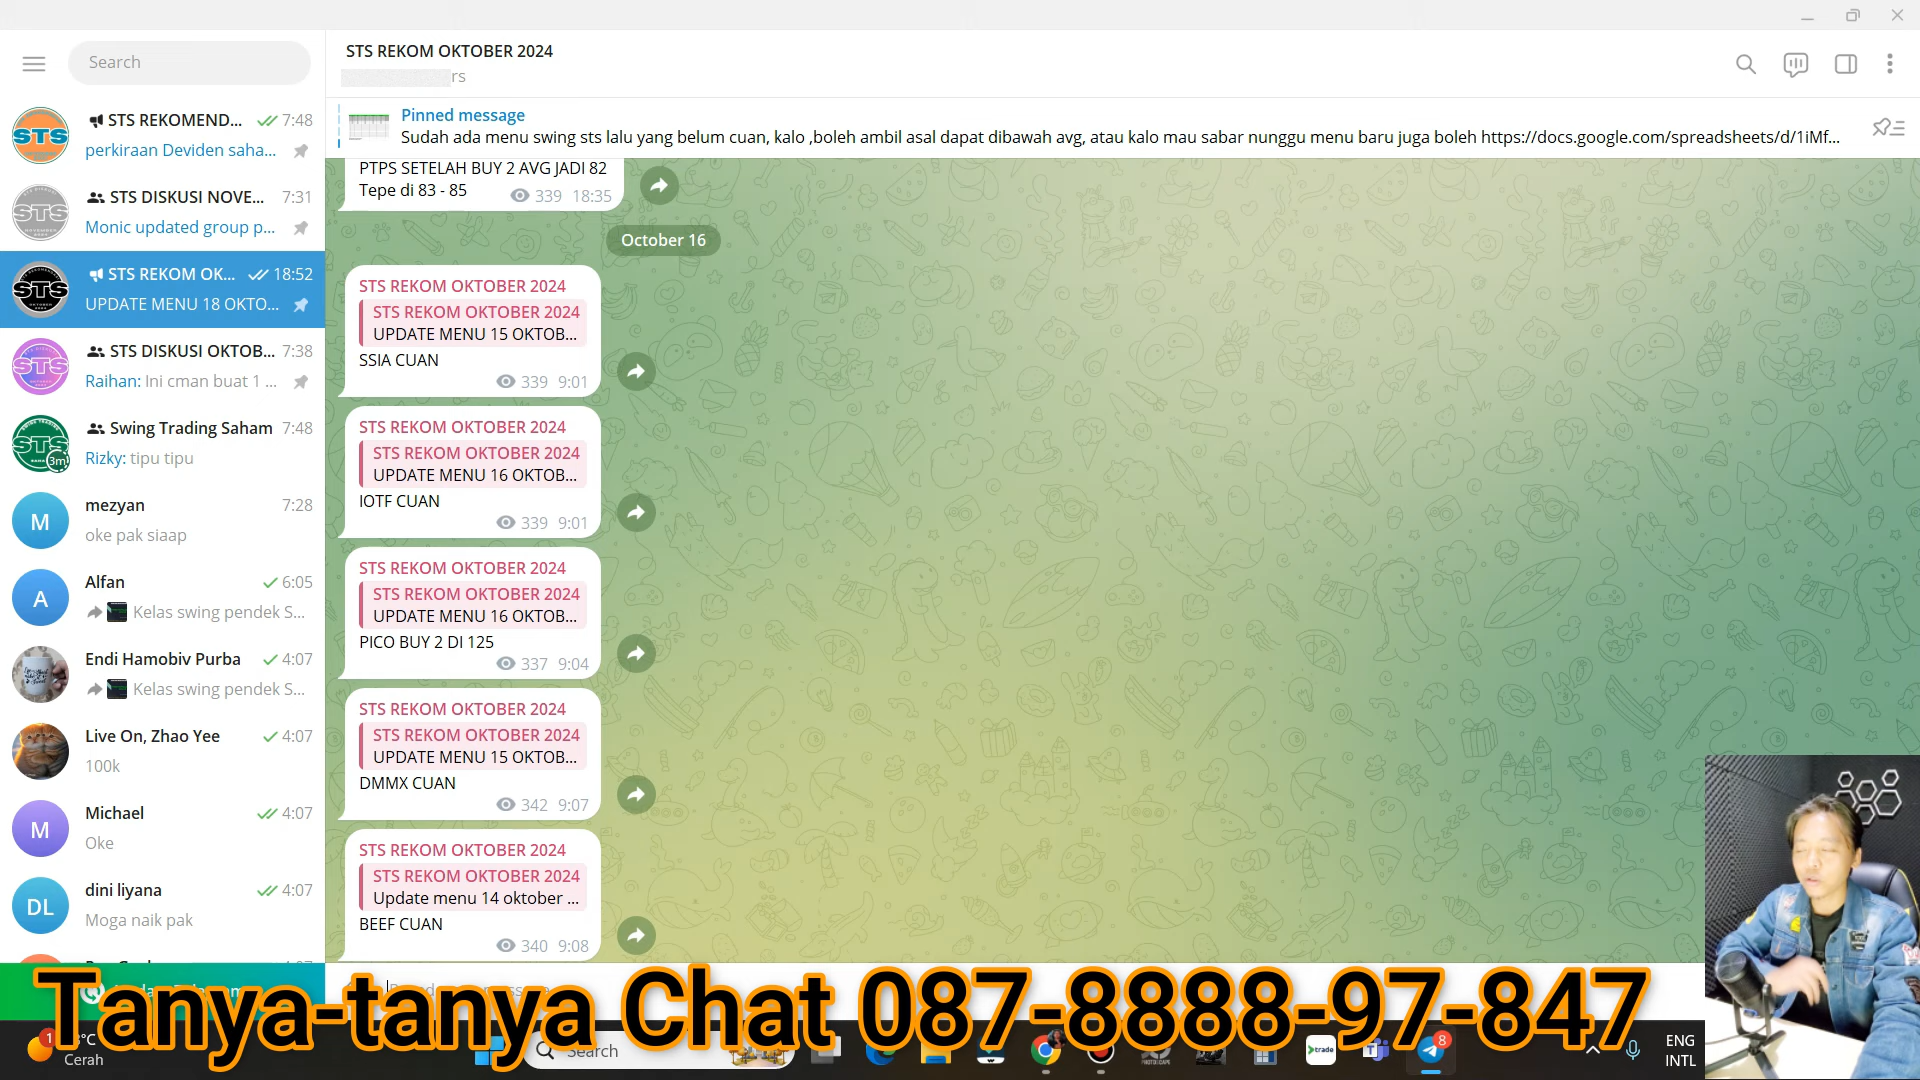 Search
STS REKOMEND... 7:48
perkiraan Deviden saha...
STS DISKUSI NOVE... 7:31
Monic updated group p...
STS REKOM OK... 18:52
UPDATE MENU 18 OKTO...
STS DISKUSI OKTOB... 7:38
Raihan: Ini cman buat 1 ...
Swing Trading Saham 7:48
Rizky: tipu tipu
3m
mezyan 7:28
oke pak siaap
Alfan 6:05
Kelas swing pendek S...
Endi Hamobiv Purba 4:07
Kelas swing pendek S...
Live On, Zhao Yee 4:07
100k
Michael 4:07
Oke
dini liyana 4:07
Moga naik pak
STS
STS
STS
STS
STS
M
A
M
DL
STS REKOM OKTOBER 2024
rs
Pinned message
Sudah ada menu swing sts lalu yang belum cuan, kalo ,boleh ambil asal dapat dibawah avg, atau kalo mau sabar nunggu menu baru juga boleh https://docs.google.com/spreadsheets/d/1iMf...
PTPS SETELAH BUY 2 AVG JADI 82
Tepe di 83 - 85
339 18:35
October 16
STS REKOM OKTOBER 2024
STS REKOM OKTOBER 2024
UPDATE MENU 15 OKTOB...
SSIA CUAN
339 9:01
STS REKOM OKTOBER 2024
STS REKOM OKTOBER 2024
UPDATE MENU 16 OKTOB...
IOTF CUAN
339 9:01
STS REKOM OKTOBER 2024
STS REKOM OKTOBER 2024
UPDATE MENU 16 OKTOB...
PICO BUY 2 DI 125
337 9:04
STS REKOM OKTOBER 2024
STS REKOM OKTOBER 2024
UPDATE MENU 15 OKTOB...
DMMX CUAN
342 9:07
STS REKOM OKTOBER 2024
STS REKOM OKTOBER 2024
Update menu 14 oktober ...
BEEF CUAN
340 9:08
Tanya-tanya Chat 087-8888-97-847
1
Cerah
Search
trade
8
ENG
INTL